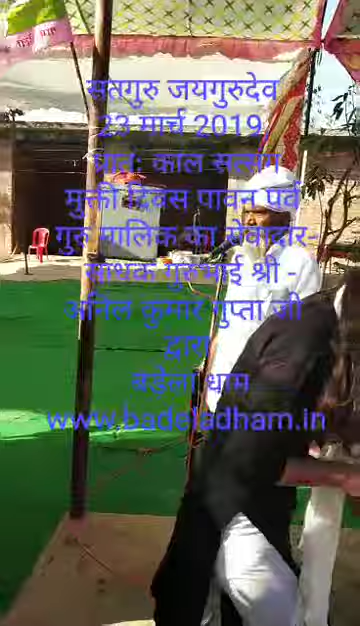 सतगुरु जयगुरुदेव
23 मार्च 2019,
प्रातः काल सत्संग
मुक्ती दिवस पावन पर्व
गुरु मालिक का सेवादार-
साधक गुरुभाई श्री -
अनिल कुमार गुप्ता जी
द्वारा
बड़ेला धाम
www.badeladham.in